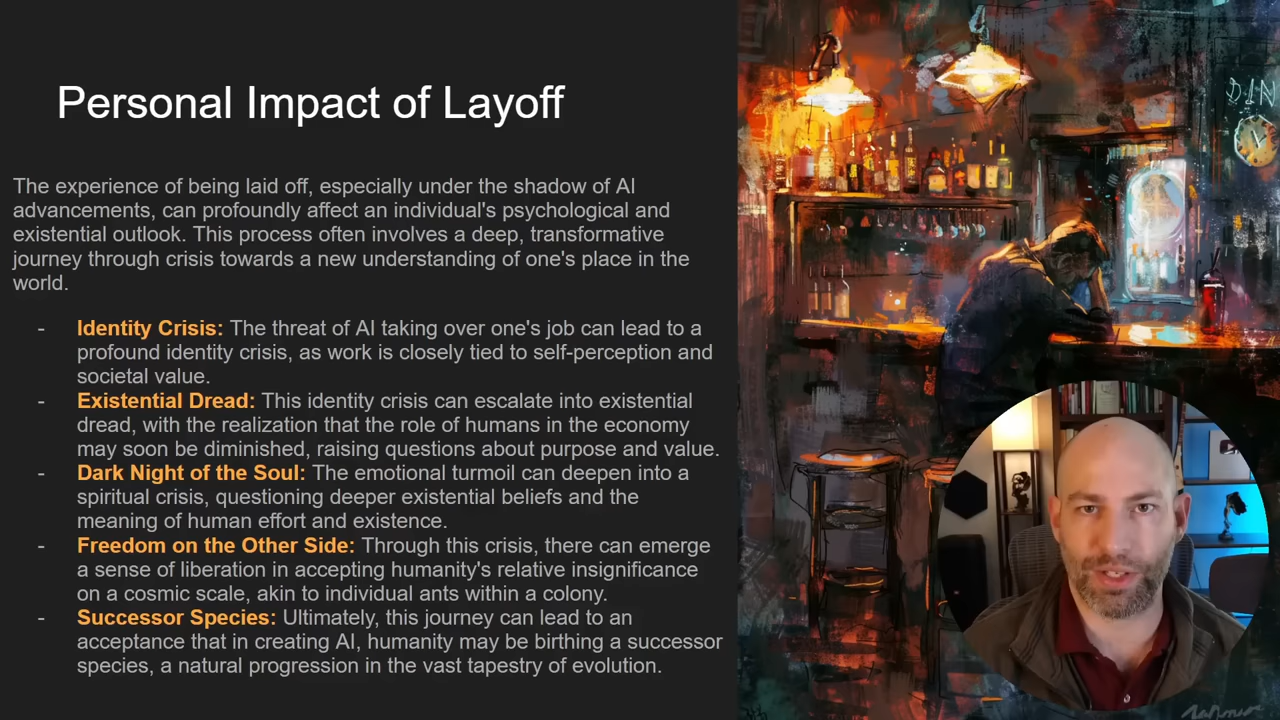 Personal Impact of Layoff
The experience of being laid off, especially under the shadow of AI
advancements, can profoundly affect an individual's psychological and
existential outlook. This process often involves a deep, transformative
journey through crisis towards a new understanding of one's place in the
world.
- Identity Crisis: The threat of AI taking over one's job can lead to a
profound identity crisis, as work is closely tied to self-perception and
societal value.
- Existential Dread: This identity crisis can escalate into existential
dread, with the realization that the role of humans in the economy
may soon be diminished, raising questions about purpose and value.
- Dark Night of the Soul: The emotional turmoil can deepen into a
spiritual crisis, questioning deeper existential beliefs and the
meaning of human effort and existence.
- Freedom on the Other Side: Through this crisis, there can emerge
a sense of liberation in accepting humanity's relative insignificance
on a cosmic scale, akin to individual ants within a colony.
- Successor Species: Ultimately, this journey can lead to an
acceptance that in creating AI, humanity may be birthing a successor
species, a natural progression in the vast tapestry of evolution.
DIN